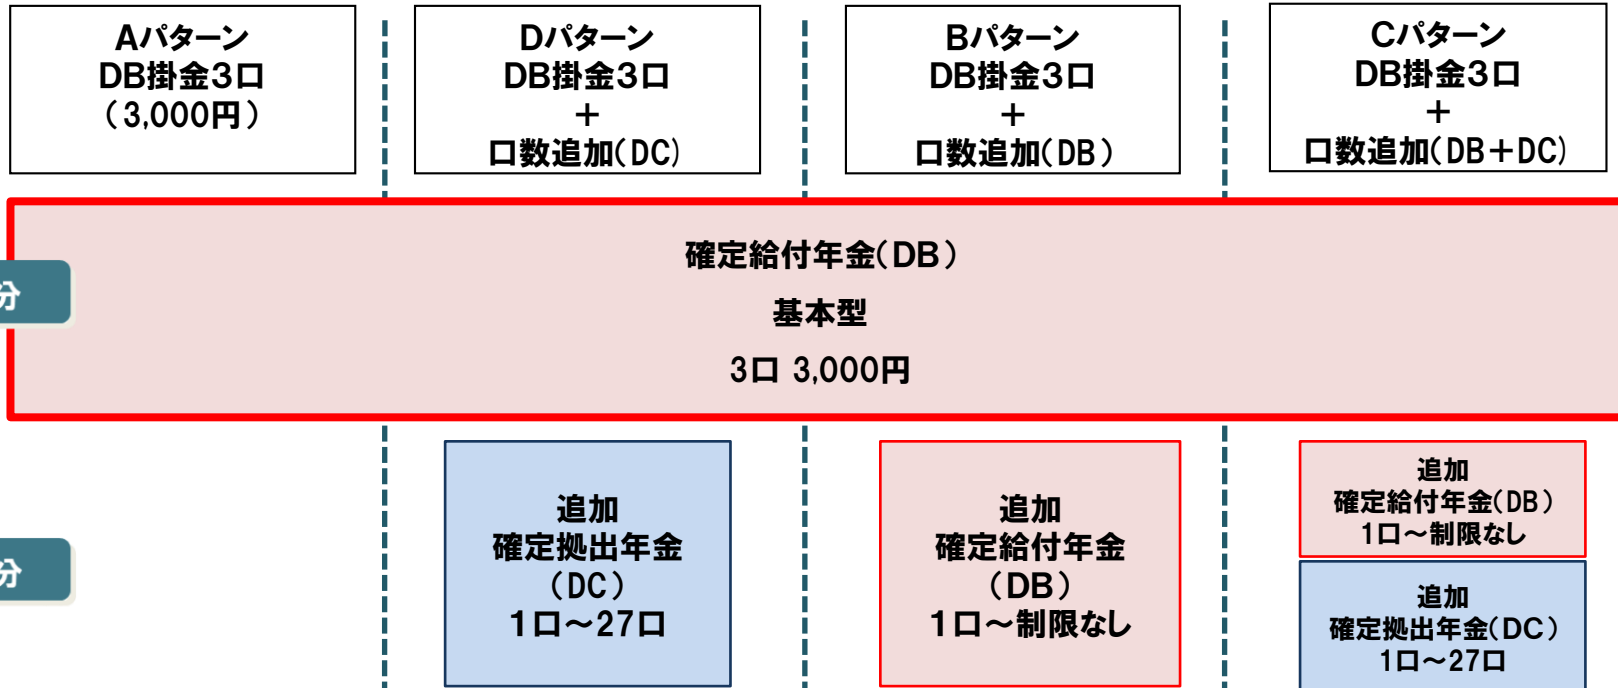 Aパターン
DB掛金3口
（3,000円）
Dパターン
DB掛金3口
＋
口数追加（DC）
Bパターン
DB掛金3口
＋
口数追加（DB）
Cパターン
DB掛金3口
＋
口数追加（DB＋DC）
確定給付年金（DB）
基本型
3口 3,000円
分
分
追加
確定拠出年金
（DC）
1口～27口
追加
確定給付年金
（DB）
1口～制限なし
追加
確定給付年金（DB）
1口～制限なし
追加
確定拠出年金（DC）
1口～27口